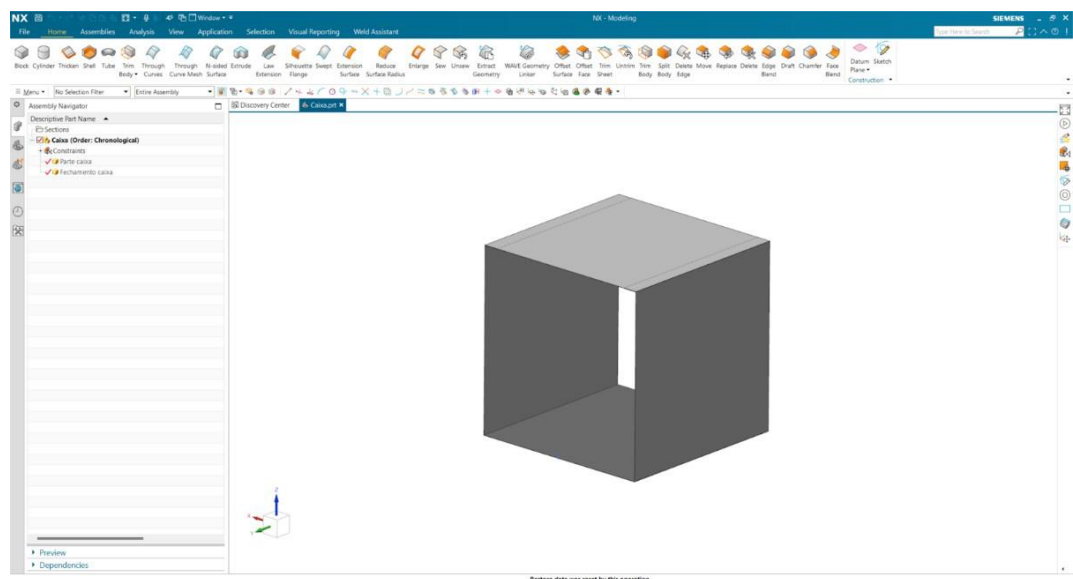 NX Window NX - Modeling SIEMENS
File Home Assemblies Analysis View Application Selection Visual Reporting Weld Assistant Type Here to Search
Block Cylinder Thicken Shell Tube Trim Through Through N-sided Extrude Law Silhouette Swept Extension Reduce Enlarge Sew Unsew Extract WAVE Geometry Offset Offset Trim Untrim Trim Split Delete Move Replace Delete Edge Draft Chamfer Face Datum Sketch
Body Curves Curve Mesh Surface Extension Flange Surface Surface Radius Geometry Linker Surface Face Sheet Body Body Edge Blend Blend Plane
Construction
Menu No Selection Filter Entire Assembly
Assembly Navigator Discovery Center Caixa.prt
Descriptive Part Name
Sections
Caixa (Order: Chronological)
Constraints
Parte caixa
Fechamento caixa
Z
X
Y
Preview
Dependencies